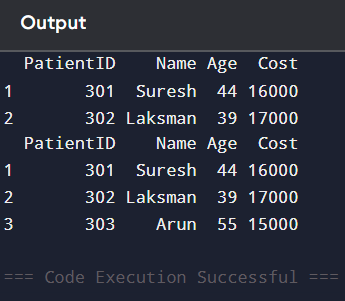 Output
PatientID Name Age Cost
1 301 Suresh 44 16000
2 302 Laksman 39 17000
PatientID Name Age Cost
1 301 Suresh 44 16000
2 302 Laksman 39 17000
3 303 Arun 55 15000
=== Code Execution Successful ===